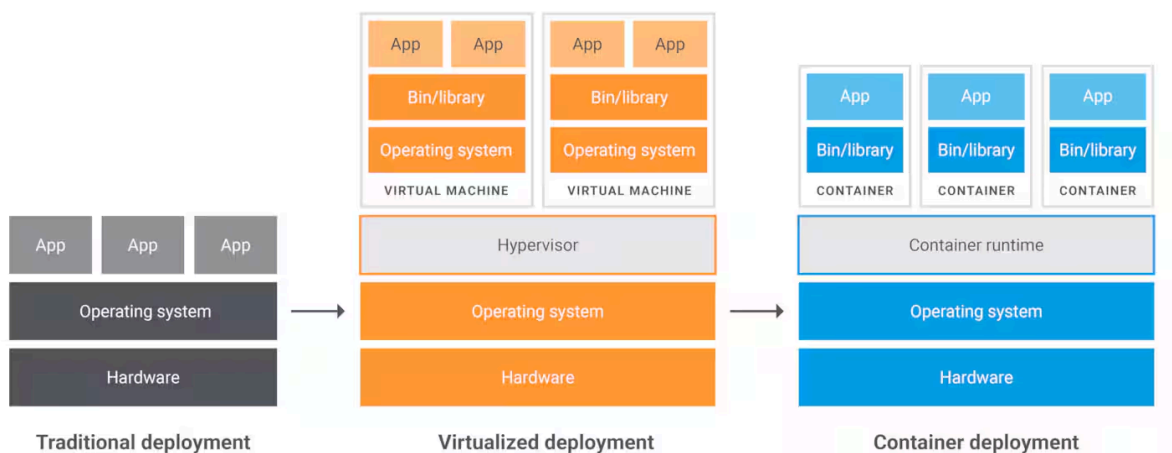 App App App
Operating system
Hardware
Traditional deployment
App App App App
Bin/library Bin/library
Operating system Operating system
VIRTUAL MACHINE VIRTUAL MACHINE
Hypervisor
Operating system
Hardware
Virtualized deployment
App App App
Bin/library Bin/library Bin/library
CONTAINER CONTAINER CONTAINER
Container runtime
Operating system
Hardware
Container deployment